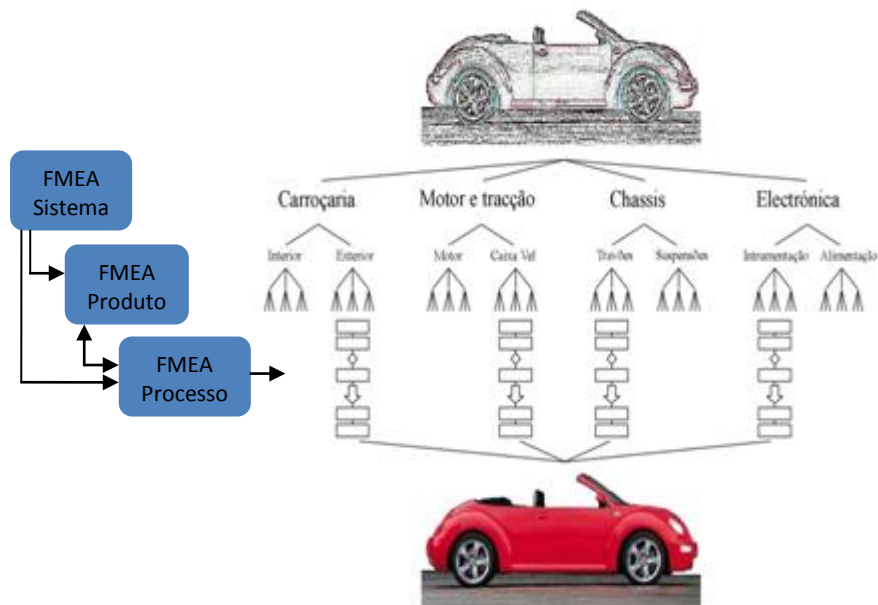 FMEA
Sistema
FMEA
Produto
FMEA
Processo
Carroçaria Motor e tracção Chassis Electrónica
Interior Exterior Motor Caixa Vel Travões Suspensões Intrumentação Alimentação